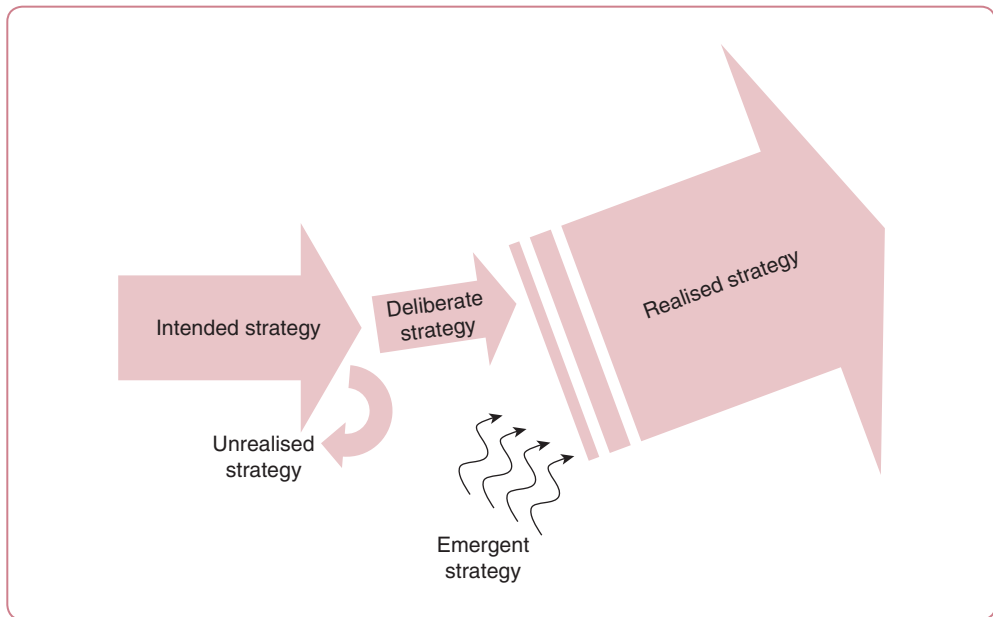 Intended strategy
Deliberate
strategy
Realised strategy
Unrealised
strategy
Emergent
strategy